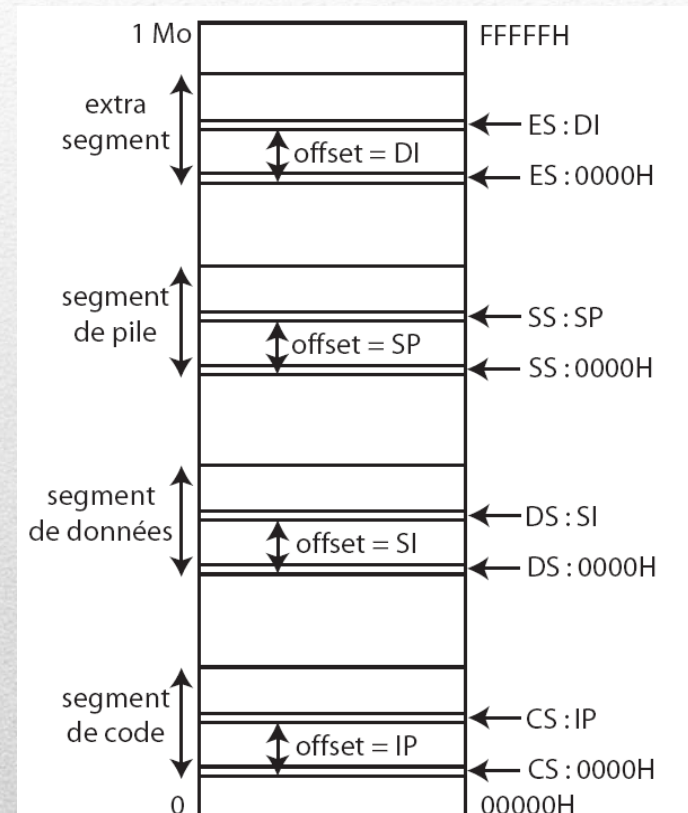 1 Mo
FFFFFH
extra
segment
ES : DI
offset = DI
ES : 0000H
segment
de pile
SS : SP
offset = SP
SS : 0000H
segment
de données
DS : SI
offset = SI
DS : 0000H
segment
de code
CS : IP
offset = IP
CS : 0000H
0
00000H